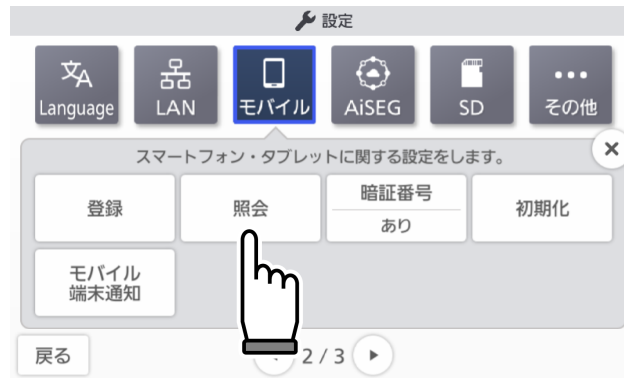 設定
Language
LAN
モバイル
AiSEG
SD
その他
スマートフォン・タブレットに関する設定をします。
登録
照会
暗証番号
あり
初期化
モバイル
端末通知
戻る
2 / 3